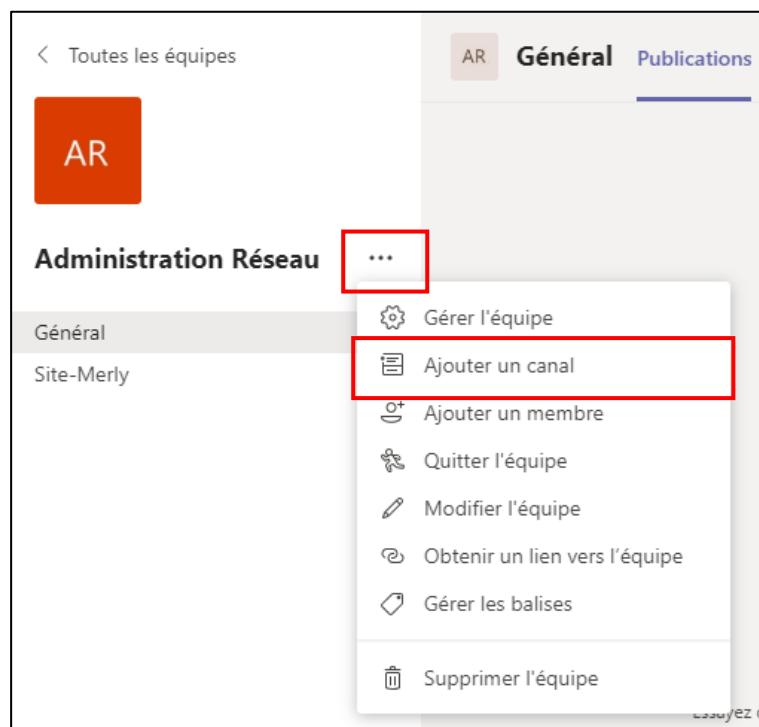 Toutes les équipes
AR
Général Publications
AR
Administration Réseau ...
Général
Site-Merly
Gérer l'équipe
Ajouter un canal
Ajouter un membre
Quitter l'équipe
Modifier l'équipe
Obtenir un lien vers l’équipe
Gérer les balises
Supprimer l'équipe